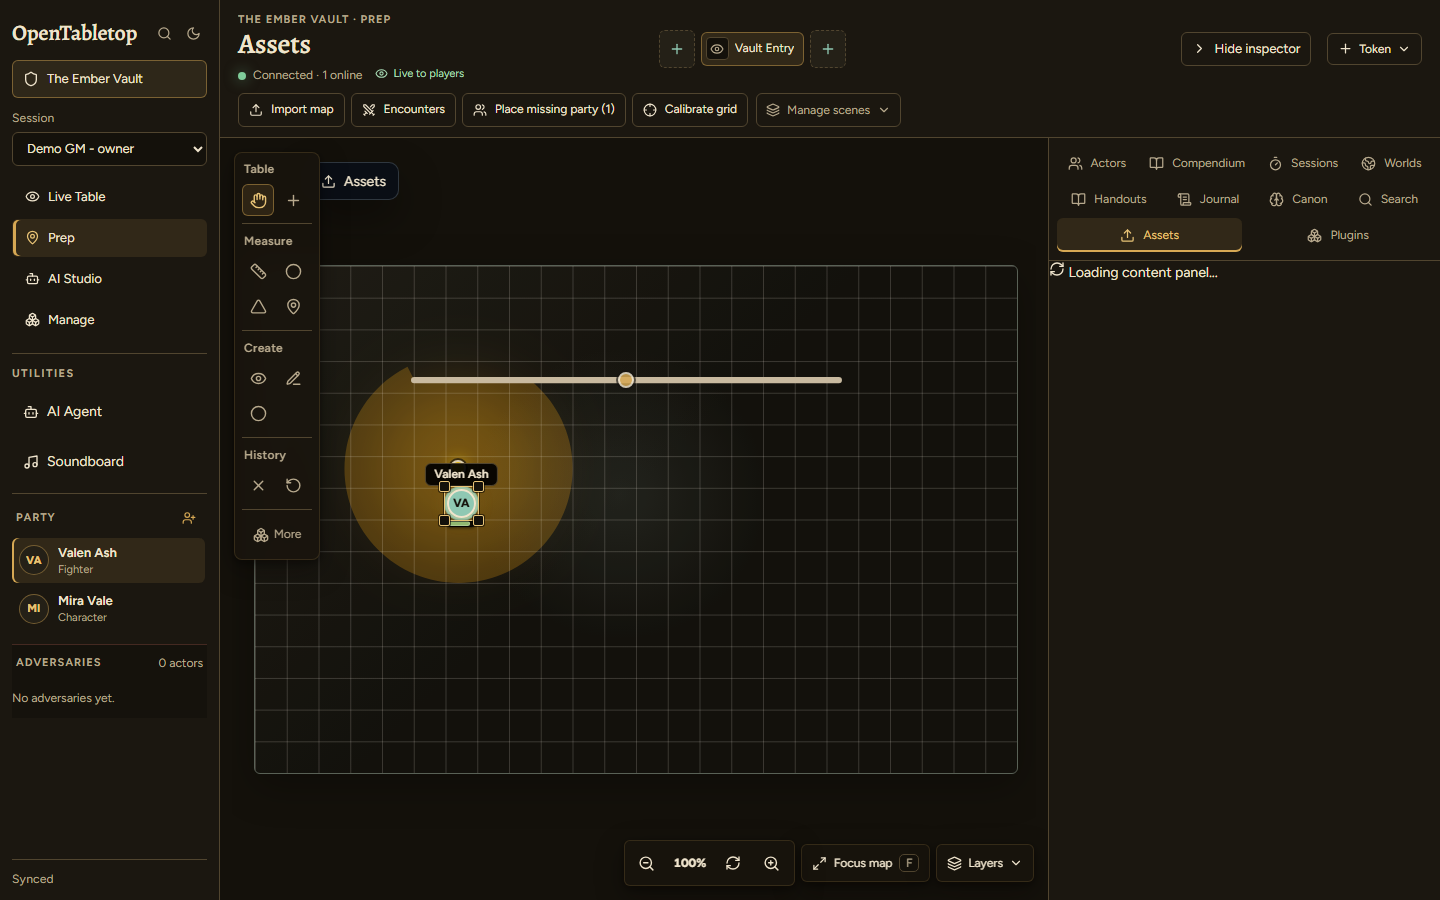 OpenTabletop
The Ember Vault
Session
Demo GM - owner
Live Table
Prep
AI Studio
Manage
UTILITIES
AI Agent
Soundboard
PARTY
VA
Valen Ash
Fighter
MI
Mira Vale
Character
ADVERSARIES
0 actors
No adversaries yet.
Synced
THE EMBER VAULT · PREP
Assets
Connected · 1 online
Live to players
Vault Entry
Hide inspector
Token
Import map
Encounters
Place missing party (1)
Calibrate grid
Manage scenes
Table
Assets
Measure
Create
History
More
Valen Ash
VA
100%
Focus map F
Layers
Actors
Compendium
Sessions
Worlds
Handouts
Journal
Canon
Search
Assets
Plugins
Loading content panel...